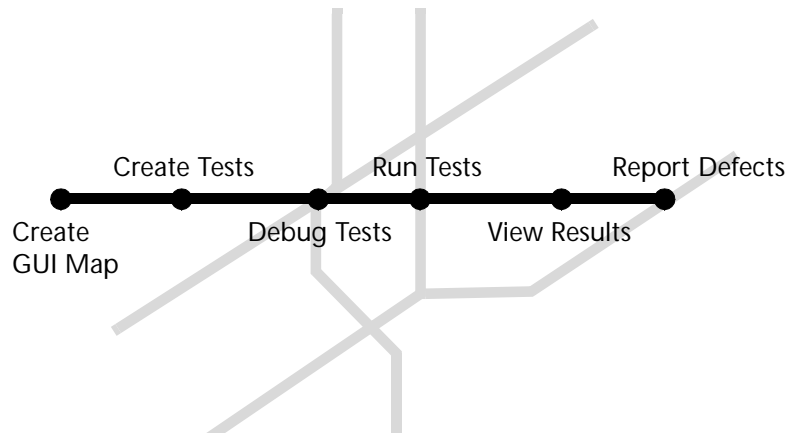 Create Tests
Run Tests
Report Defects
Create
GUI Map
Debug Tests
View Results